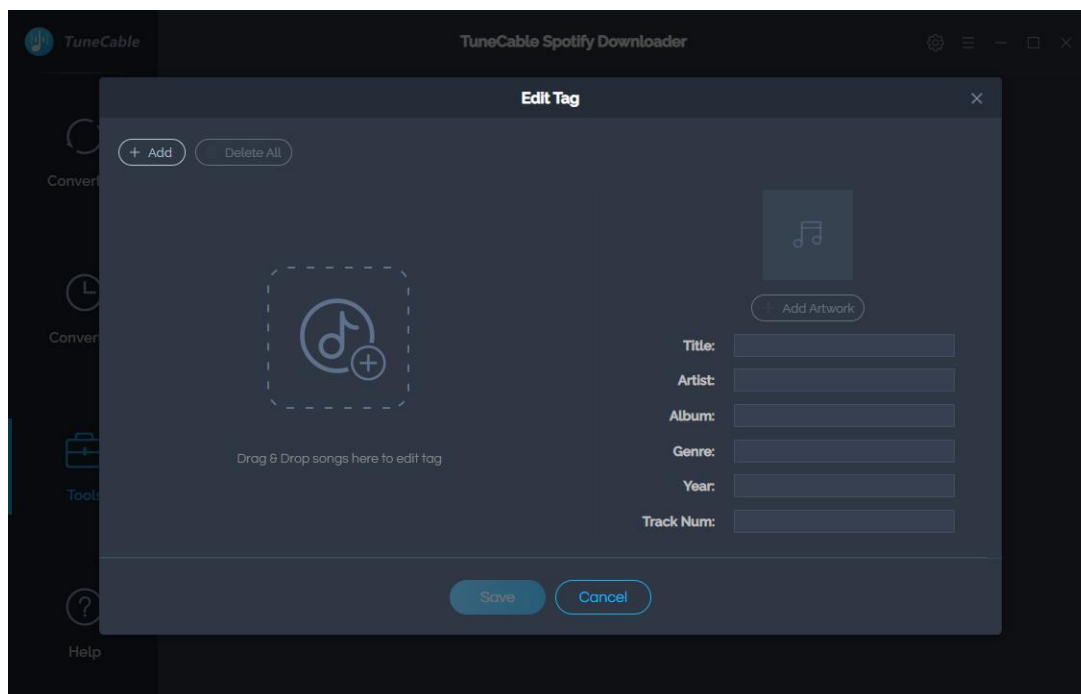 TuneCable
TuneCable Spotify Downloader
Edit Tag
+ Add
Delete All
Convert
Conver
Tools
Help
+ Add Artwork
Drag & Drop songs here to edit tag
Title:
Artist:
Album:
Genre:
Year:
Track Num:
Save
Cancel